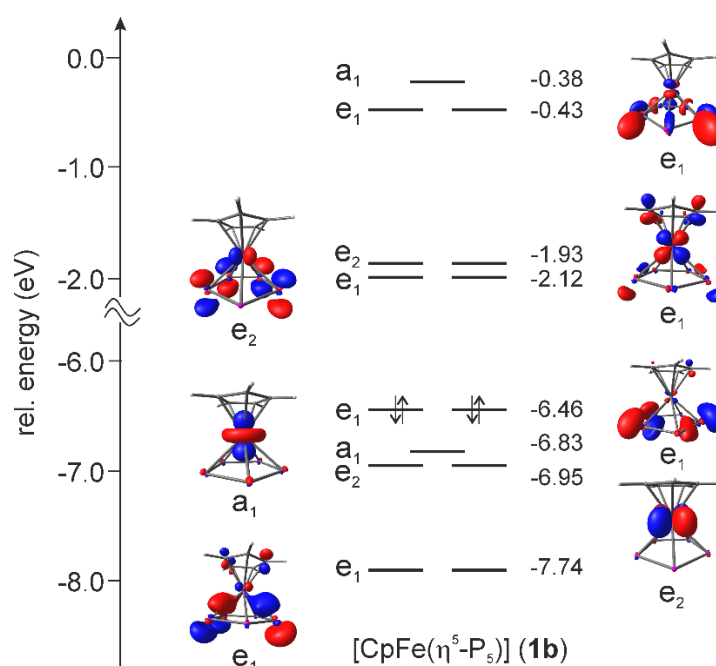 0.0
-1.0
-2.0
-6.0
-7.0
-8.0
rel. energy (eV)
a₁ -0.38
e₁ -0.43
e₂ -1.93
e₁ -2.12
e₁ -6.46
a₁ -6.83
e₂ -6.95
e₁ -7.74
e₂
a₁
e₁
e₁
e₁
e₁
e₂
[CpFe(η⁵-P₅)] (1b)